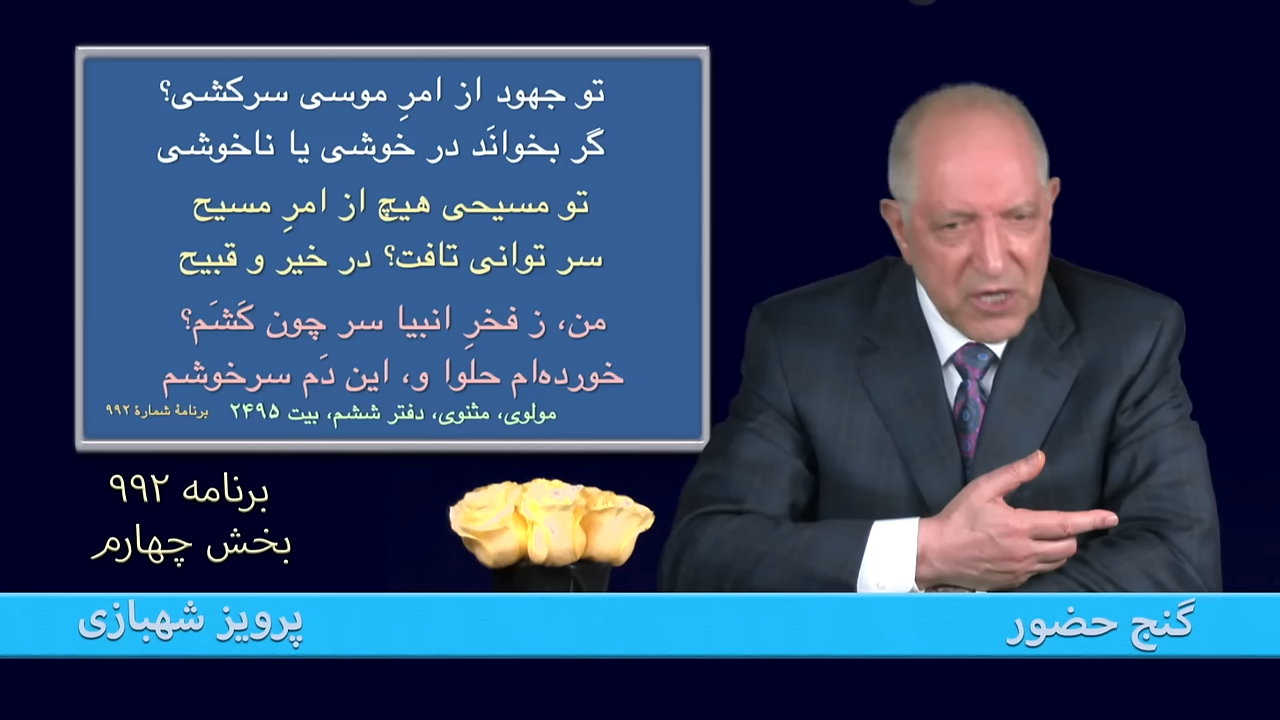 تو جهود از امرِ موسی سرکشی؟
گر بخوانَد در خوشی یا ناخوشی
تو مسیحی هیچ از امرِ مسیح
سر توانی تافت؟ در خیر و قبیح
من، ز فخرِ انبیا سر چون کَشَم؟
خورده‌ام حلوا و، این دَم سرخوشم
مولوی، مثنوی، دفتر ششم، بیت ۲۴۹۵
برنامهٔ شمارهٔ ۹۹۲
برنامه ۹۹۲
بخش چهارم
گنج حضور
پرویز شهبازی